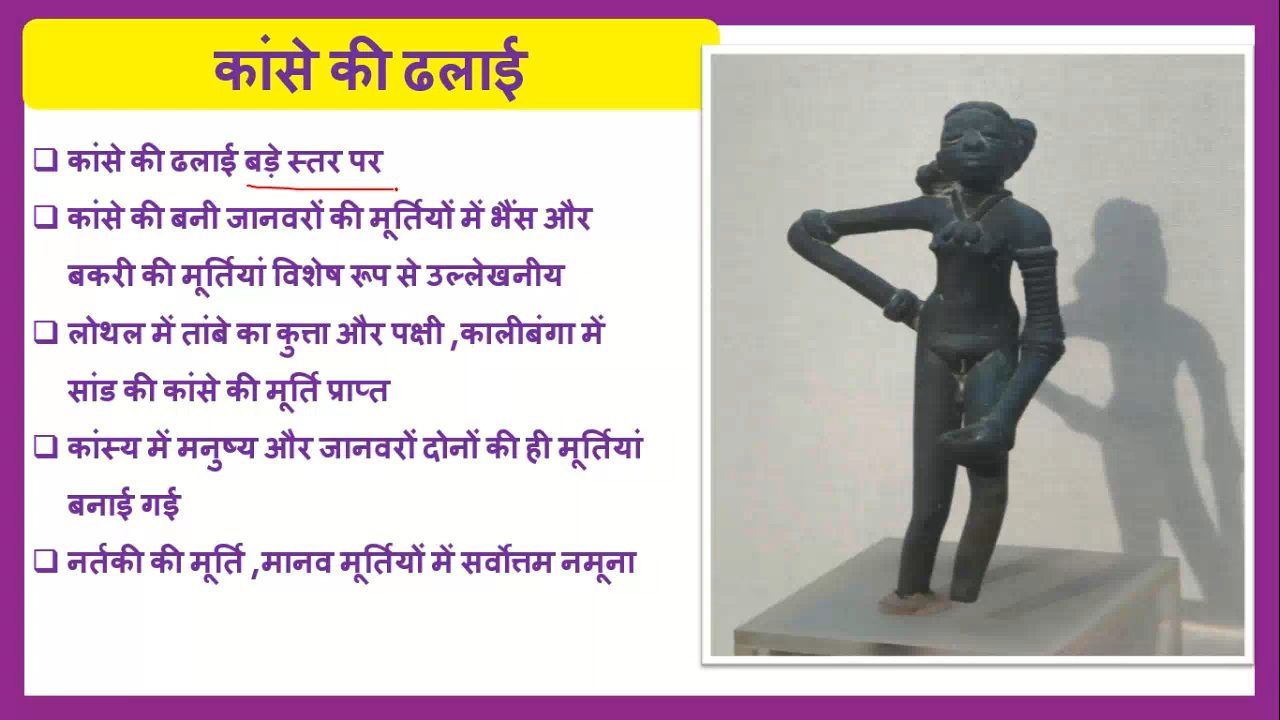 कांसे की ढलाई
❑ कांसे की ढलाई बड़े स्तर पर
❑ कांसे की बनी जानवरों की मूर्तियों में भैंस और
बकरी की मूर्तियां विशेष रूप से उल्लेखनीय
❑ लोथल में तांबे का कुत्ता और पक्षी ,कालीबंगा में
सांड की कांसे की मूर्ति प्राप्त
❑ कांस्य में मनुष्य और जानवरों दोनों की ही मूर्तियां
बनाई गई
❑ नर्तकी की मूर्ति ,मानव मूर्तियों में सर्वोत्तम नमूना